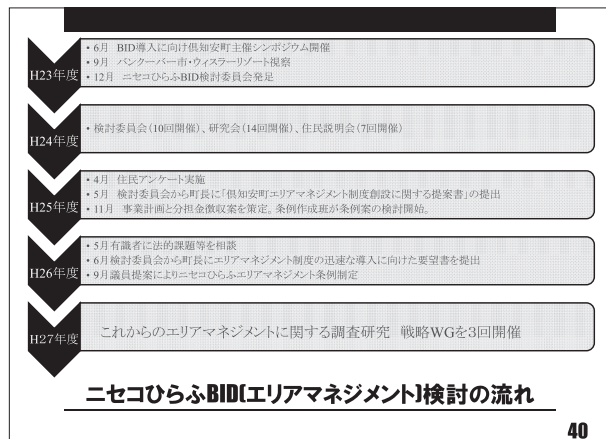 H23年度
・6月 BID導入に向け倶知安町主催シンポジウム開催
・9月 バンクーバー市・ウィスラーリゾート視察
・12月 ニセコひらふBID検討委員会発足
H24年度
・検討委員会(10回開催)、研究会(14回開催)、住民説明会(7回開催)
H25年度
・4月 住民アンケート実施
・5月 検討委員会から町長に「倶知安町エリアマネジメント制度創設に関する提案書」の提出
・11月 事業計画と分担金徴収案を策定。条例作成班が条例案の検討開始。
H26年度
・5月有識者に法的課題等を相談
・6月検討委員会から町長にエリアマネジメント制度の迅速な導入に向けた要望書を提出
・9月議員提案によりニセコひらふエリアマネジメント条例制定
H27年度
これからのエリアマネジメントに関する調査研究 戦略WGを3回開催
ニセコひらふBID(エリアマネジメント)検討の流れ
40